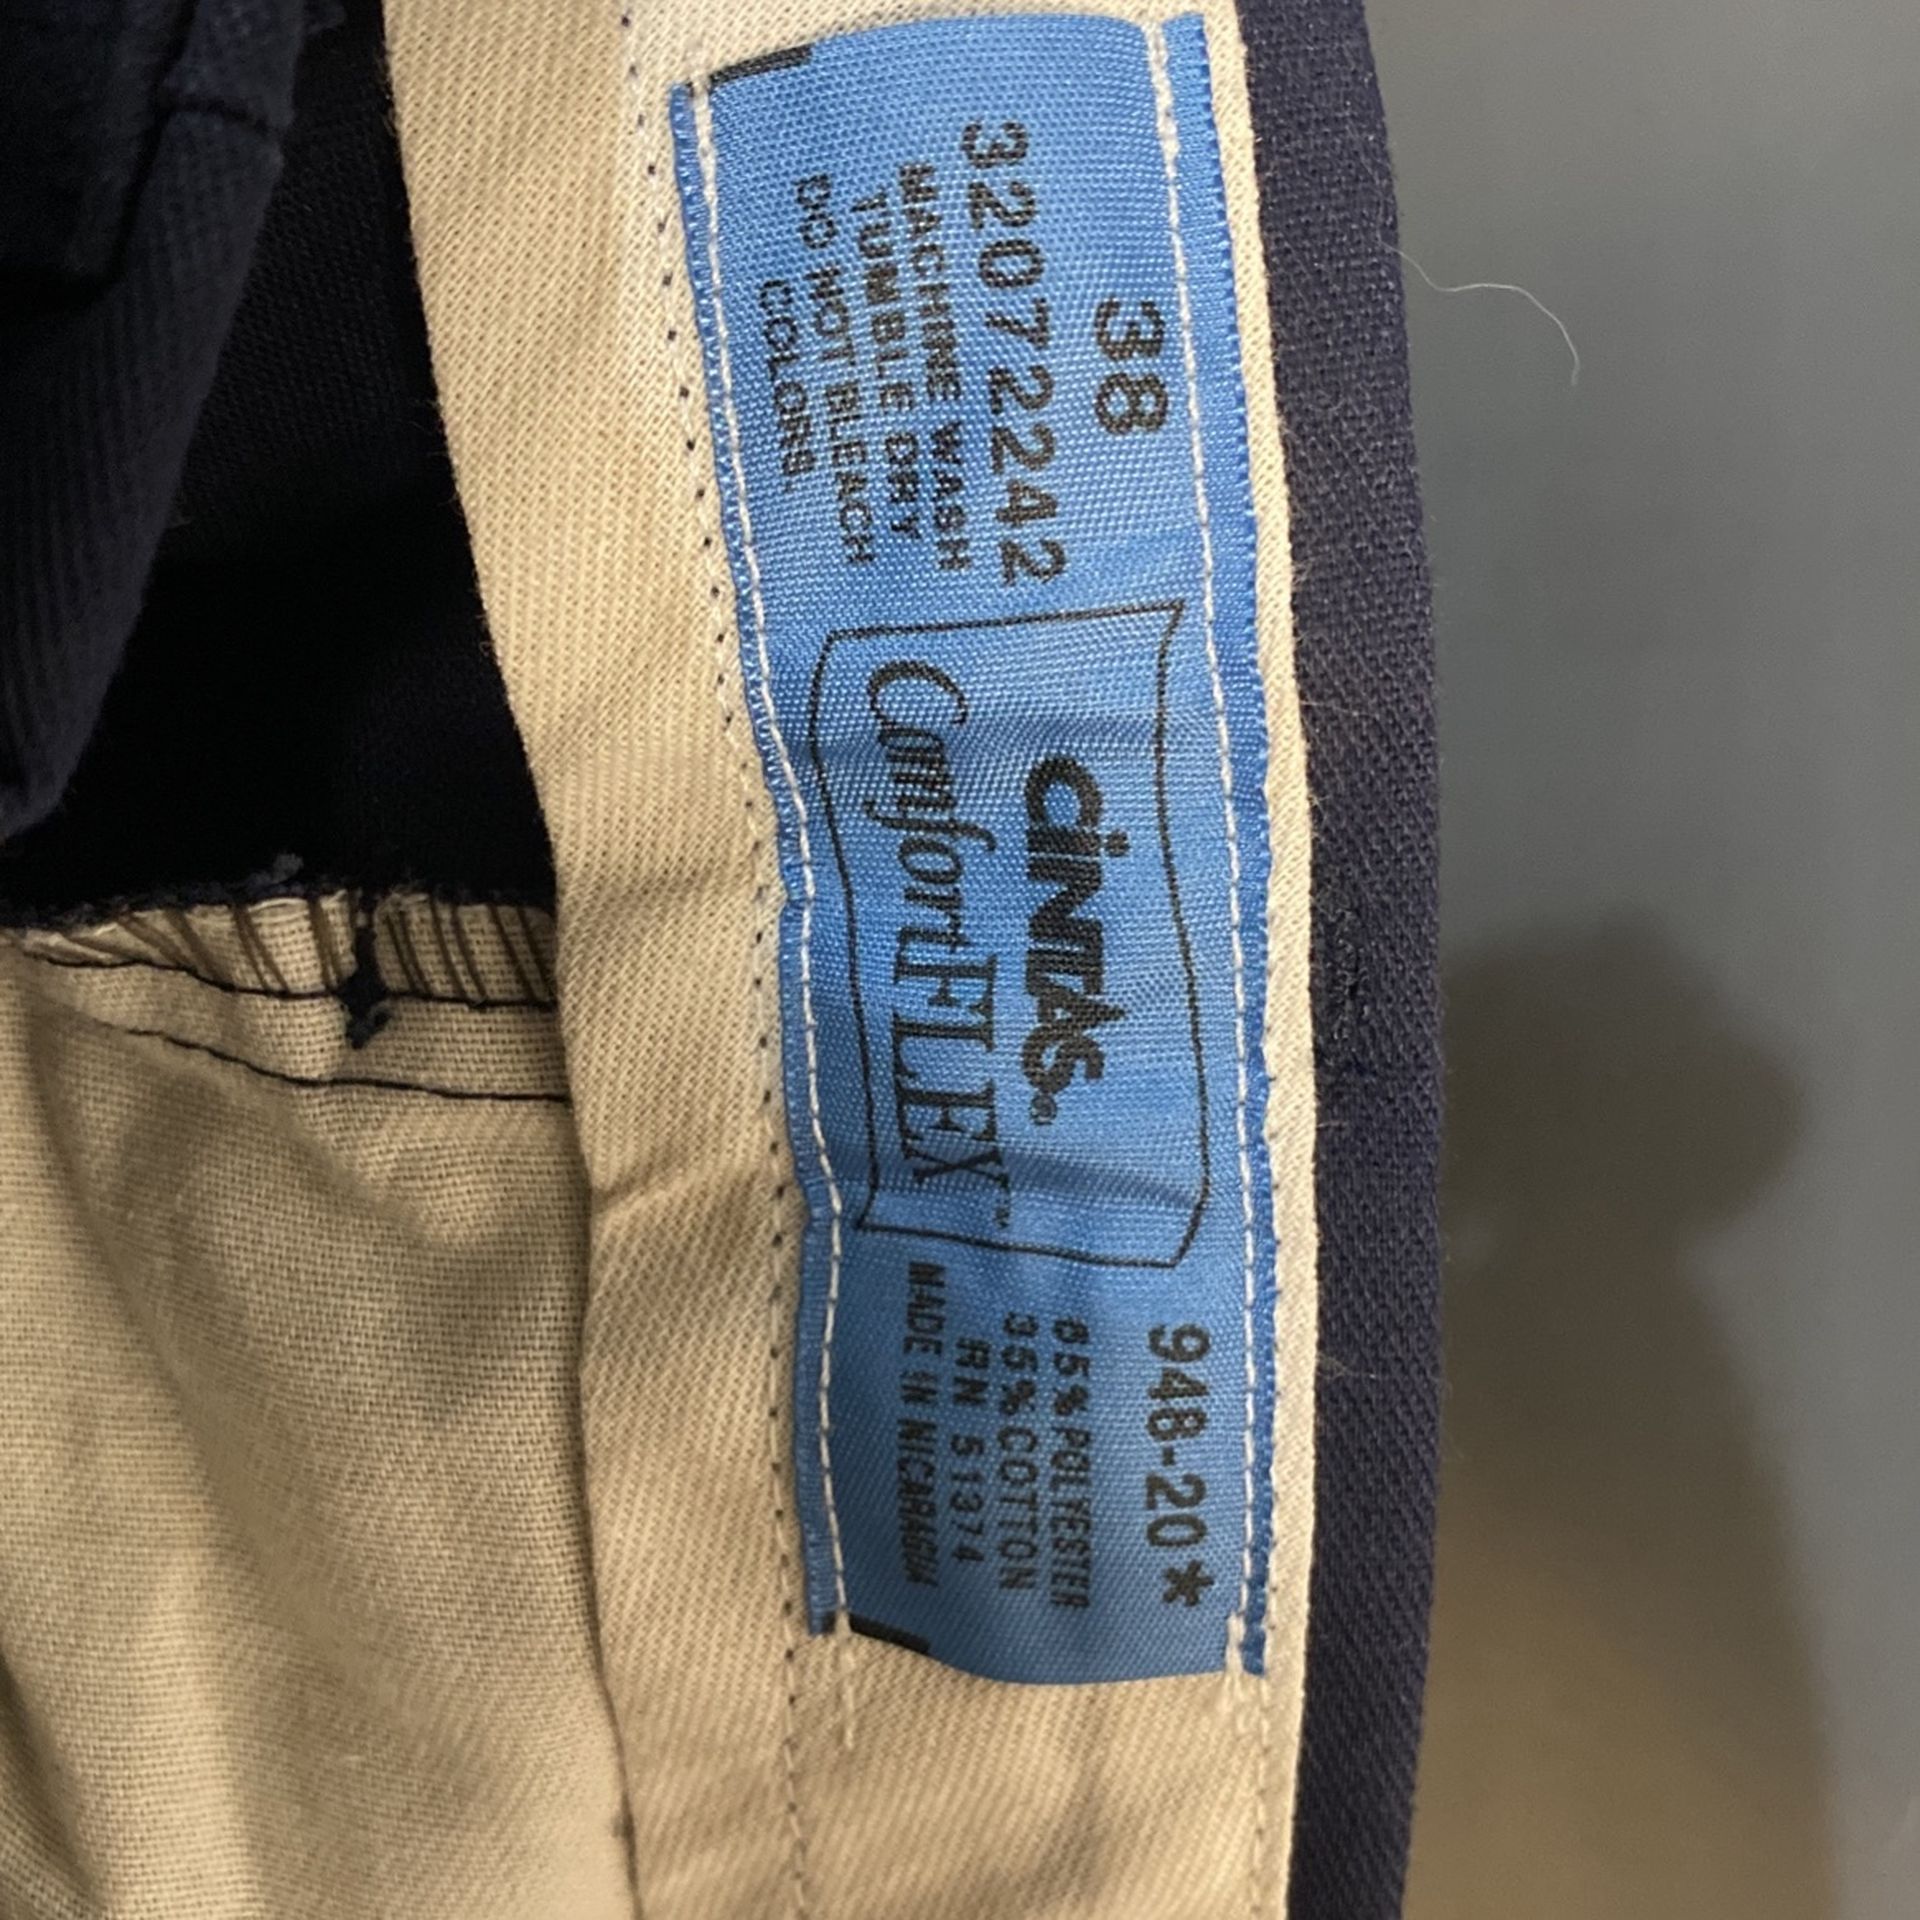 38
32072242
MACHINE WASH
TUMBLE DRY
DO NOT BLEACH
COLORS.
CINTAS®
ComfortFLEX™
948-20*
65% POLYESTER
35% COTTON
RN 51374
MADE IN NICARAGUA